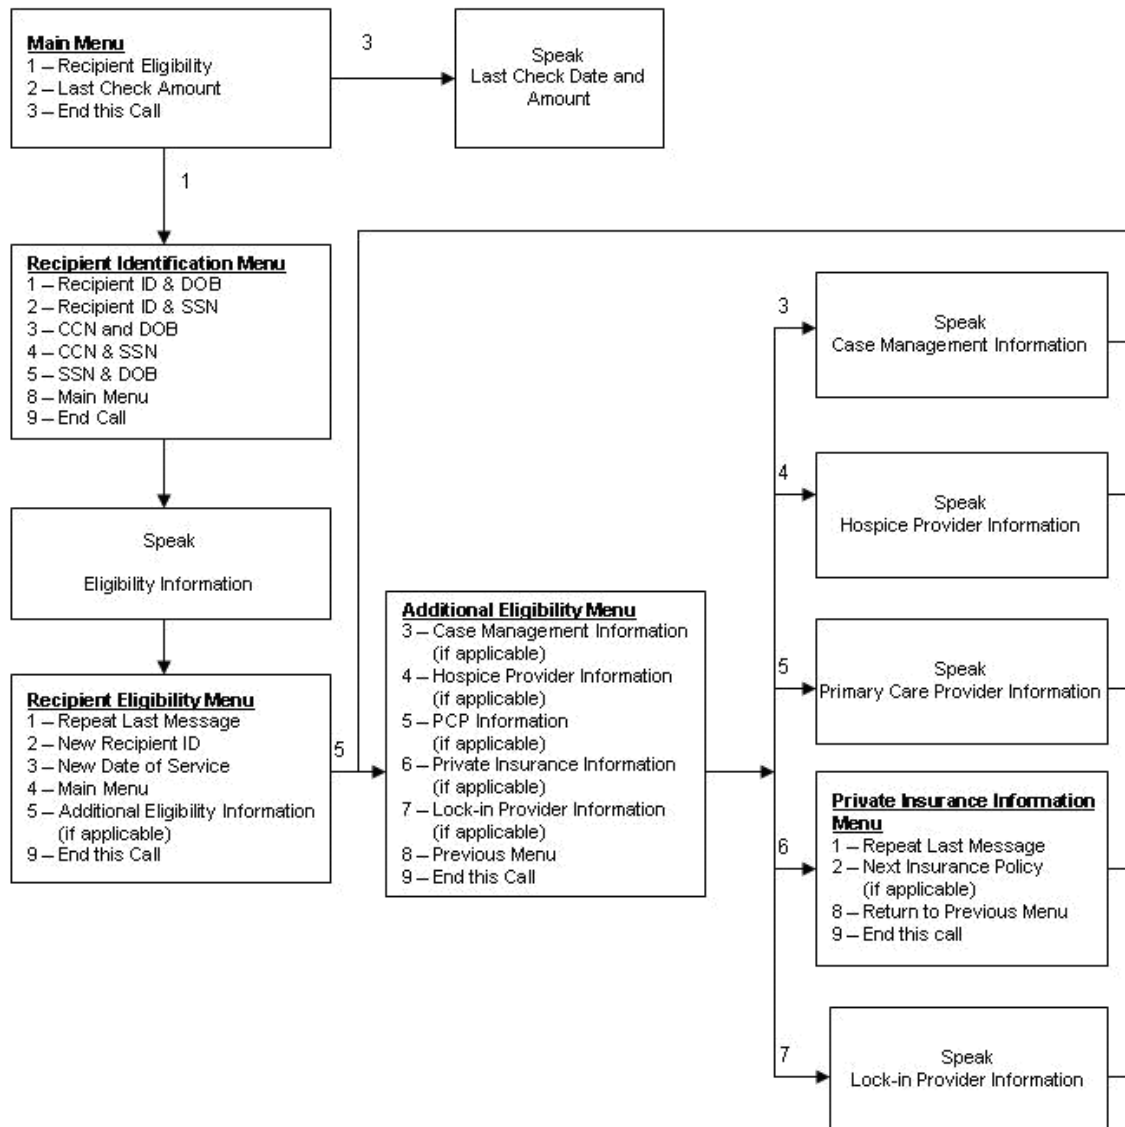 Main Menu
1 – Recipient Eligibility
2 – Last Check Amount
3 – End this Call
3
Speak
Last Check Date and
Amount
1
Recipient Identification Menu
1 – Recipient ID & DOB
2 – Recipient ID & SSN
3 – CCN and DOB
4 – CCN & SSN
5 – SSN & DOB
8 – Main Menu
9 – End Call
Speak
Eligibility Information
Recipient Eligibility Menu
1 – Repeat Last Message
2 – New Recipient ID
3 – New Date of Service
4 – Main Menu
5 – Additional Eligibility Information
(if applicable)
9 – End this Call
5
Additional Eligibility Menu
3 – Case Management Information
(if applicable)
4 – Hospice Provider Information
(if applicable)
5 – PCP Information
(if applicable)
6 – Private Insurance Information
(if applicable)
7 – Lock-in Provider Information
(if applicable)
8 – Previous Menu
9 – End this Call
3
Speak
Case Management Information
4
Speak
Hospice Provider Information
5
Speak
Primary Care Provider Information
6
Private Insurance Information
Menu
1 – Repeat Last Message
2 – Next Insurance Policy
(if applicable)
8 – Return to Previous Menu
9 – End this call
7
Speak
Lock-in Provider Information